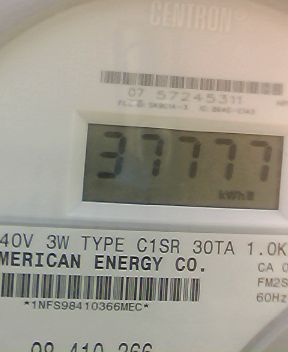 CENTRON®
07 57245311
37777
kWh
40V 3W TYPE C1SR 30TA 1.0K
MERICAN ENERGY CO.
CA 0
FM2S
*1NFS98410366MEC*
60Hz
98 410 366